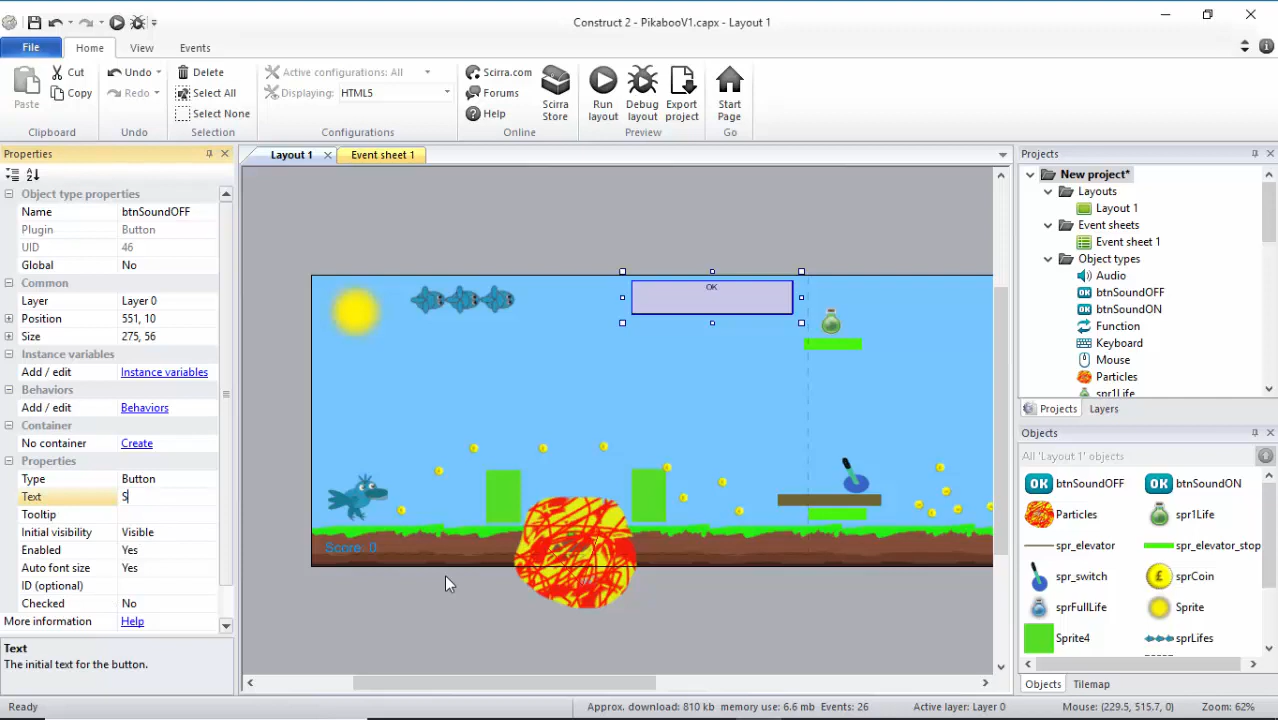 Construct 2 - PikabooV1.capx - Layout 1
File
Home
View
Events
Paste
Cut
Copy
Clipboard
Undo
Redo
Undo
Delete
Select All
Select None
Selection
Active configurations: All
Displaying:
HTML5
Configurations
Scirra.com
Forums
Help
Scirra
Store
Online
Run
layout
Debug
layout
Export
project
Preview
Start
Page
Go
Properties
Object type properties
Name btnSoundOFF
Plugin Button
UID 46
Global No
Common
Layer Layer 0
Position 551, 10
Size 275, 56
Instance variables
Add / edit Instance variables
Behaviors
Add / edit Behaviors
Container
No container Create
Properties
Type Button
Text S
Tooltip
Initial visibility Visible
Enabled Yes
Auto font size Yes
ID (optional)
Checked No
More information Help
Text
The initial text for the button.
Layout 1
Event sheet 1
OK
Score: 0
Projects
New project*
Layouts
Layout 1
Event sheets
Event sheet 1
Object types
Audio
OK btnSoundOFF
OK btnSoundON
Function
Keyboard
Mouse
Particles
spr1Life
Projects
Layers
Objects
All 'Layout 1' objects
OK btnSoundOFF
OK btnSoundON
Particles
spr1Life
spr_elevator
spr_elevator_stop
spr_switch
sprCoin
sprFullLife
Sprite
Sprite4
sprLifes
Objects
Tilemap
Ready
Approx. download: 810 kb
memory use: 6.6 mb
Events: 26
Active layer: Layer 0
Mouse: (229.5, 515.7, 0)
Zoom: 62%